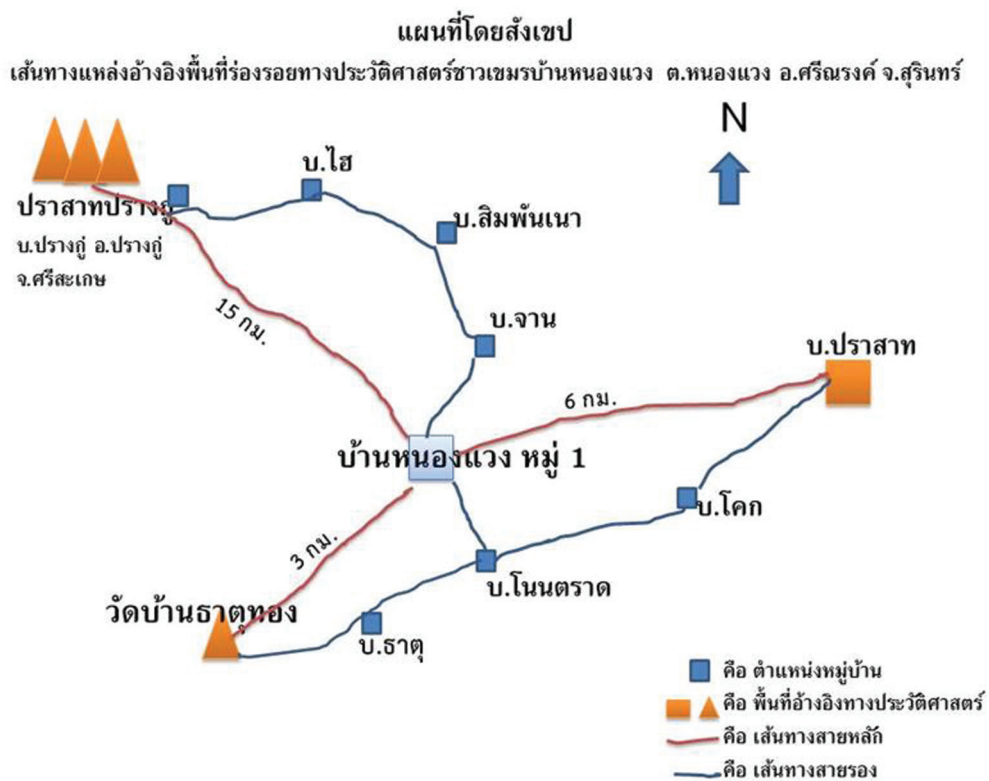 แผนที่โดยสังเขป
เส้นทางแหล่งอ้างอิงพื้นที่ร่องรอยทางประวัติศาสตร์ชาวเขมรบ้านหนองแวง ต.หนองแวง อ.ศรีณรงค์ จ.สุรินทร์
N
บ.ไฮ
ปราสาทปรางกู่
บ.ปรางกู่ อ.ปรางกู่
จ.ศรีสะเกษ
บ.สิมพันเนา
15 กม.
บ.จาน
บ.ปราสาท
6 กม.
บ้านหนองแวง หมู่ 1
บ.โคก
3 กม.
บ.โนนตราด
วัดบ้านธาตุทอง
บ.ธาตุ
คือ ตำแหน่งหมู่บ้าน
คือ พื้นที่อ้างอิงทางประวัติศาสตร์
คือ เส้นทางสายหลัก
คือ เส้นทางสายรอง